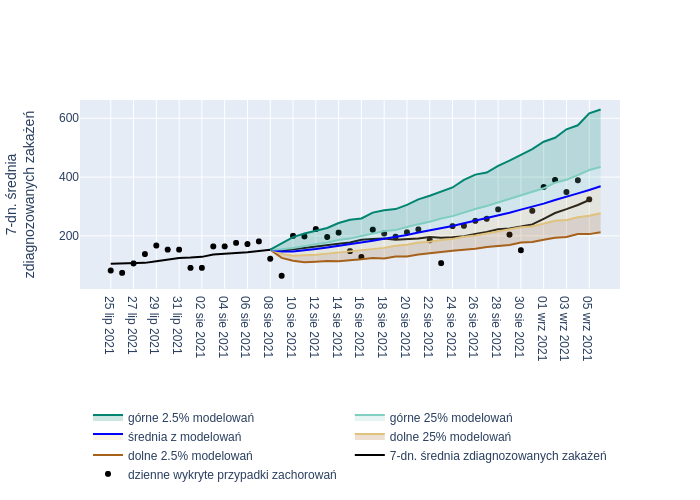 7-dn. średnia
zdiagnozowanych zakażeń
600
400
200
25 lip 2021
27 lip 2021
29 lip 2021
31 lip 2021
02 sie 2021
04 sie 2021
06 sie 2021
08 sie 2021
10 sie 2021
12 sie 2021
14 sie 2021
16 sie 2021
18 sie 2021
20 sie 2021
22 sie 2021
24 sie 2021
26 sie 2021
28 sie 2021
30 sie 2021
01 wrz 2021
03 wrz 2021
05 wrz 2021
górne 2.5% modelowań
górne 25% modelowań
średnia z modelowań
dolne 25% modelowań
dolne 2.5% modelowań
7-dn. średnia zdiagnozowanych zakażeń
dzienne wykryte przypadki zachorowań